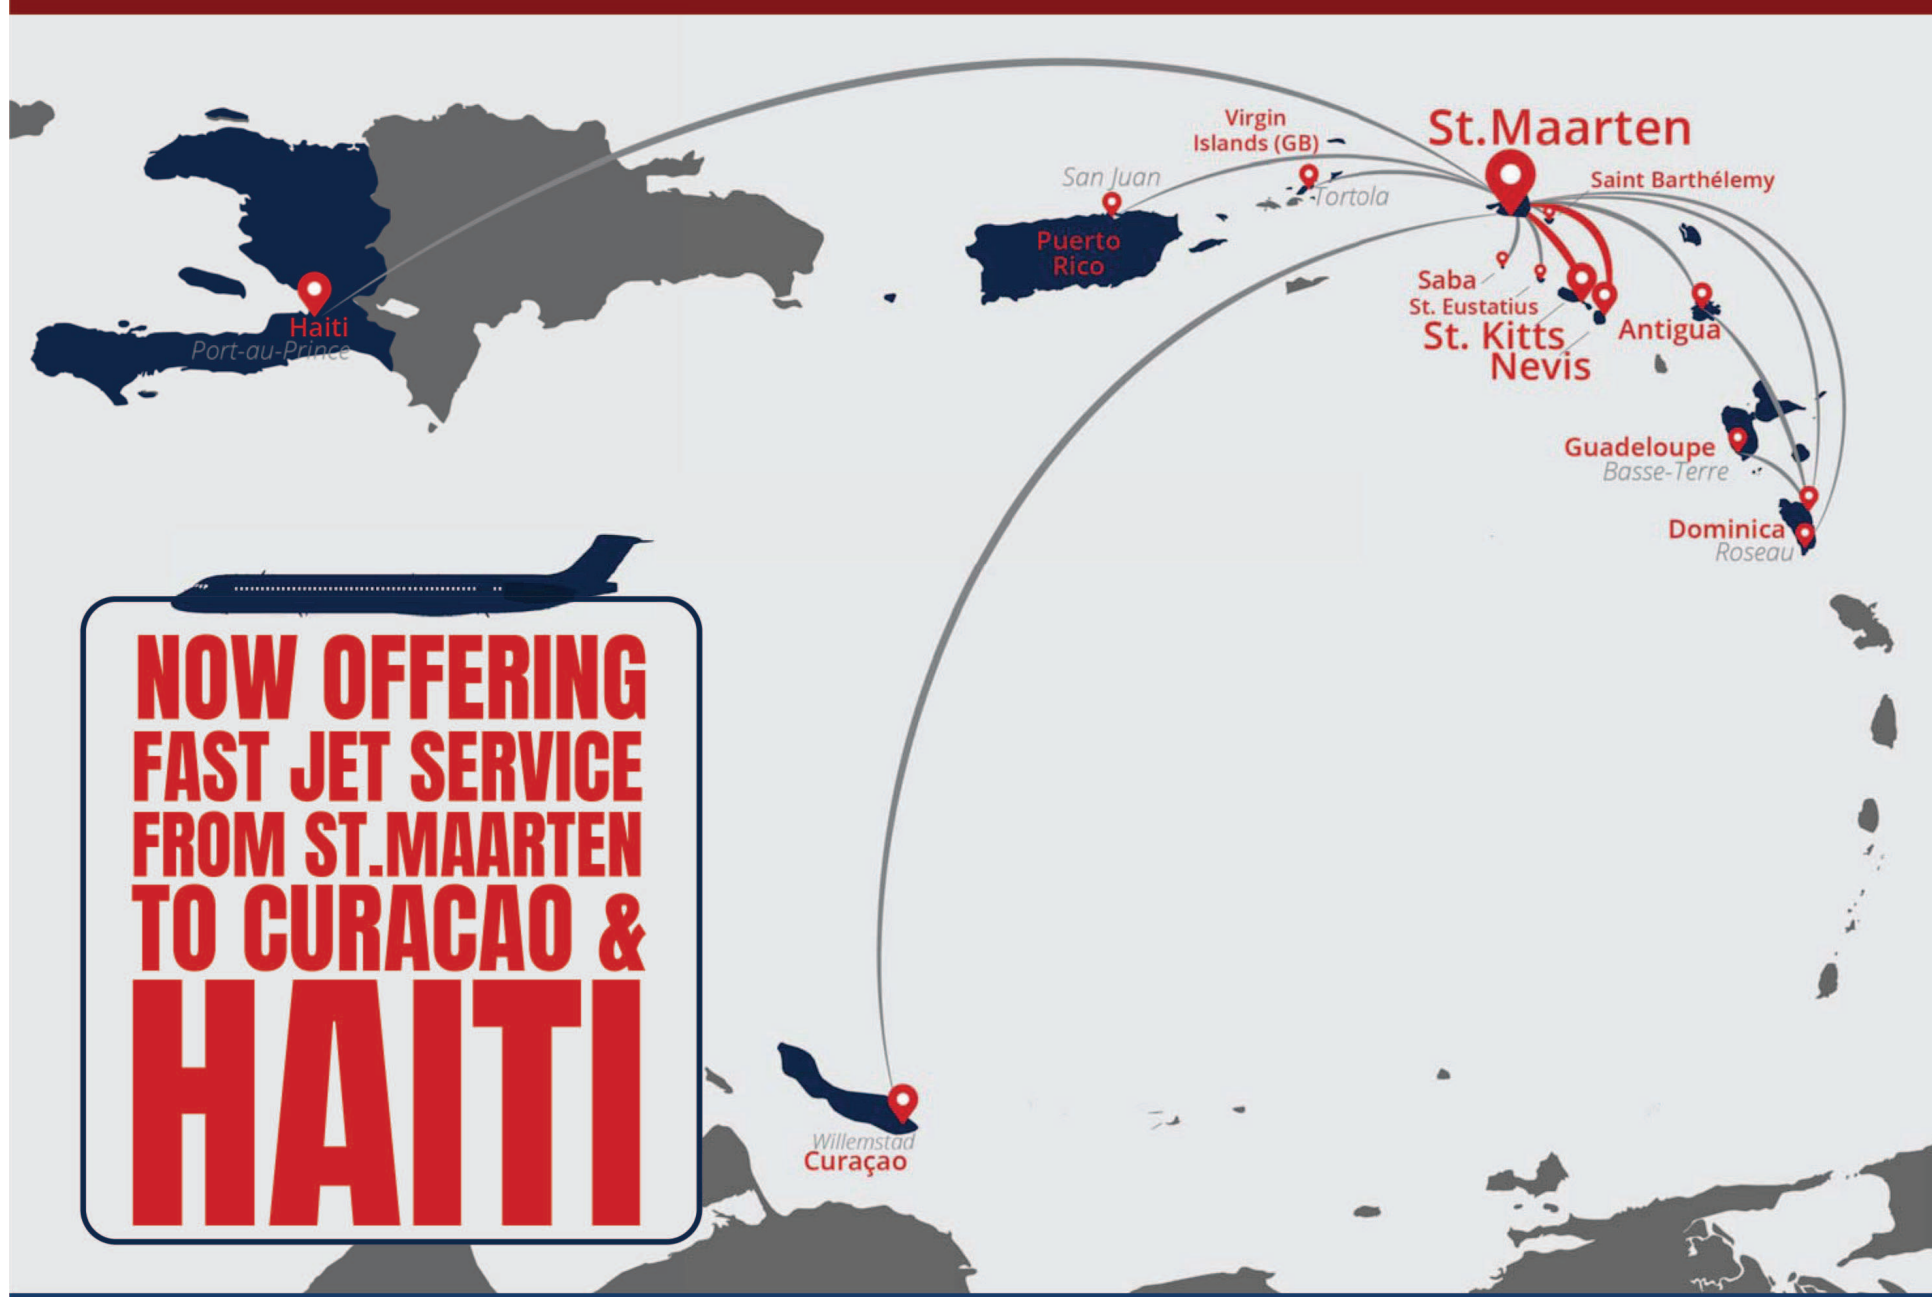 Virgin
Islands (GB)
St.Maarten
San Juan
Tortola
Saint Barthélemy
Puerto
Rico
Saba
St. Eustatius
St. Kitts
Nevis
Antigua
Haiti
Port-au-Prince
Guadeloupe
Basse-Terre
Dominica
Roseau
NOW OFFERING
FAST JET SERVICE
FROM ST.MAARTEN
TO CURACAO &
HAITI
Willemstad
Curaçao